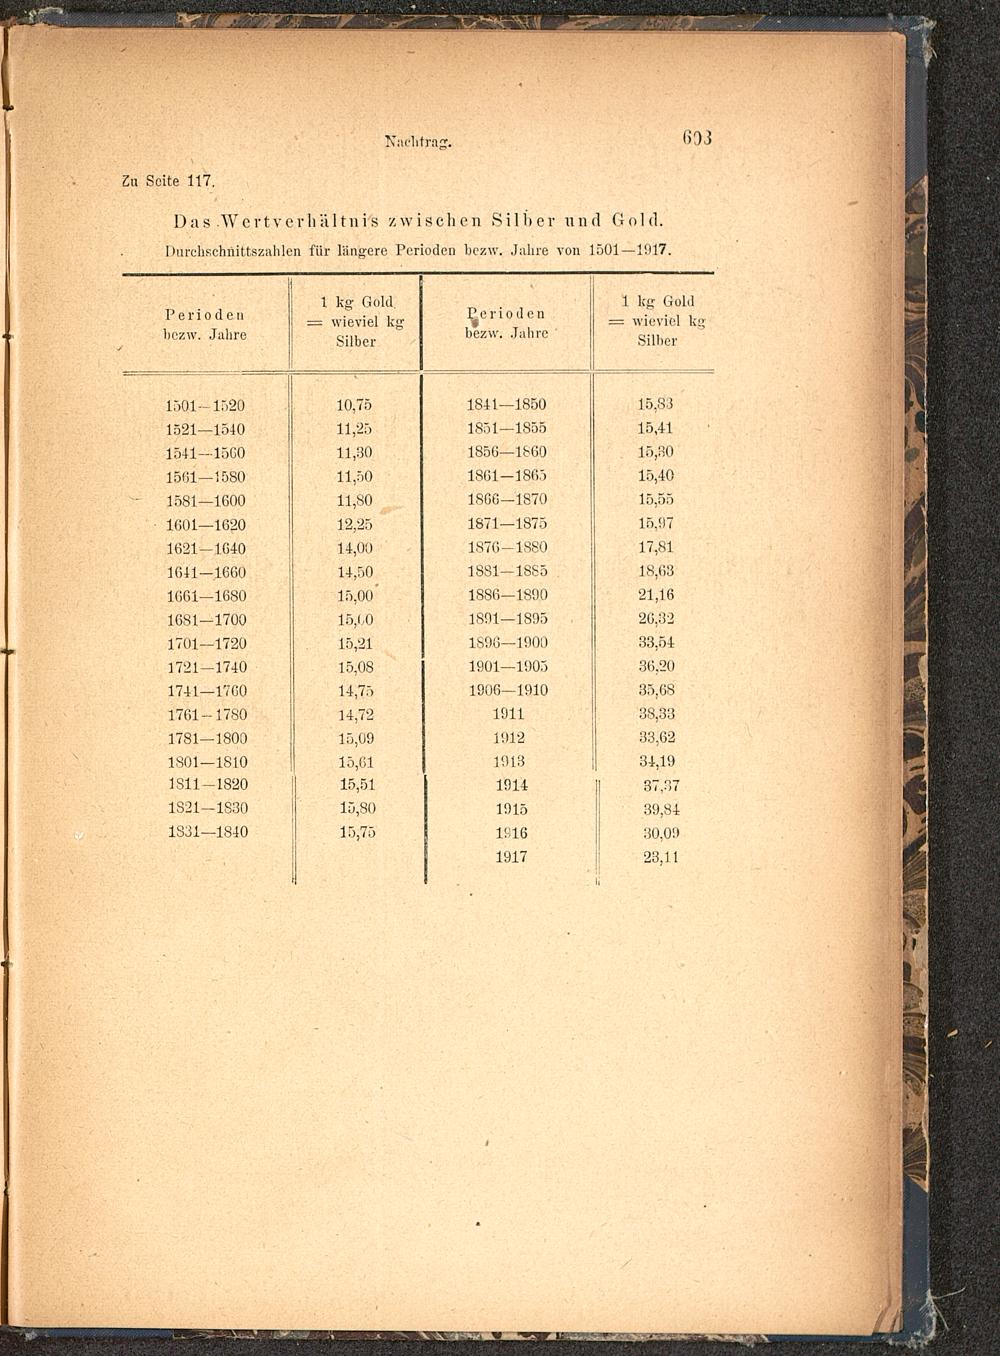 Nachtrag. 603
Zu Seite 117.
Das Wertverhältnis zwischen Silber und Gold.
Durchschnittszahlen für längere Perioden bezw. Jahre von 1501—1917.
Perioden bezw. Jahre | 1 kg Gold = wieviel kg Silber | Perioden bezw. Jahre | 1 kg Gold = wieviel kg Silber
1501—1520 10,75 1841—1850 15,83
1521—1540 11,25 1851—1855 15,41
1541—1560 11,30 1856—1860 15,30
1561—1580 11,50 1861—1865 15,40
1581—1600 11,80 1866—1870 15,55
1601—1620 12,25 1871—1875 15,97
1621—1640 14,00 1876—1880 17,81
1641—1660 14,50 1881—1885 18,63
1661—1680 15,00 1886—1890 21,16
1681—1700 15,00 1891—1895 26,32
1701—1720 15,21 1896—1900 33,54
1721—1740 15,08 1901—1905 36,20
1741—1760 14,75 1906—1910 35,68
1761—1780 14,72 1911 38,33
1781—1800 15,09 1912 33,62
1801—1810 15,61 1913 34,19
1811—1820 15,51 1914 37,37
1821—1830 15,80 1915 39,84
1831—1840 15,75 1916 30,09
1917 23,11